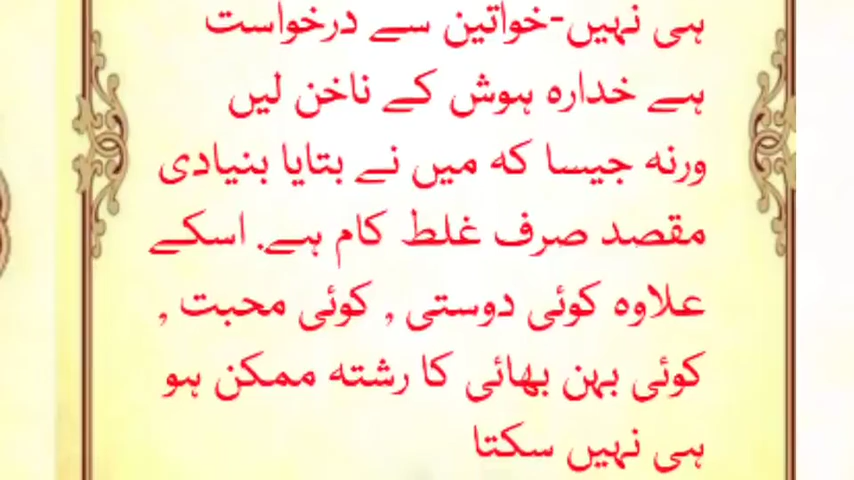 ہی نہیں-خواتین سے درخواست
ہے خدارہ ہوش کے ناخن لیں
ورنہ جیسا کہ میں نے بتایا بنیادی
مقصد صرف غلط کام ہے. اسکے
علاوہ کوئی دوستی , کوئی محبت ,
کوئی بہن بھائی کا رشتہ ممکن ہو
ہی نہیں سکتا